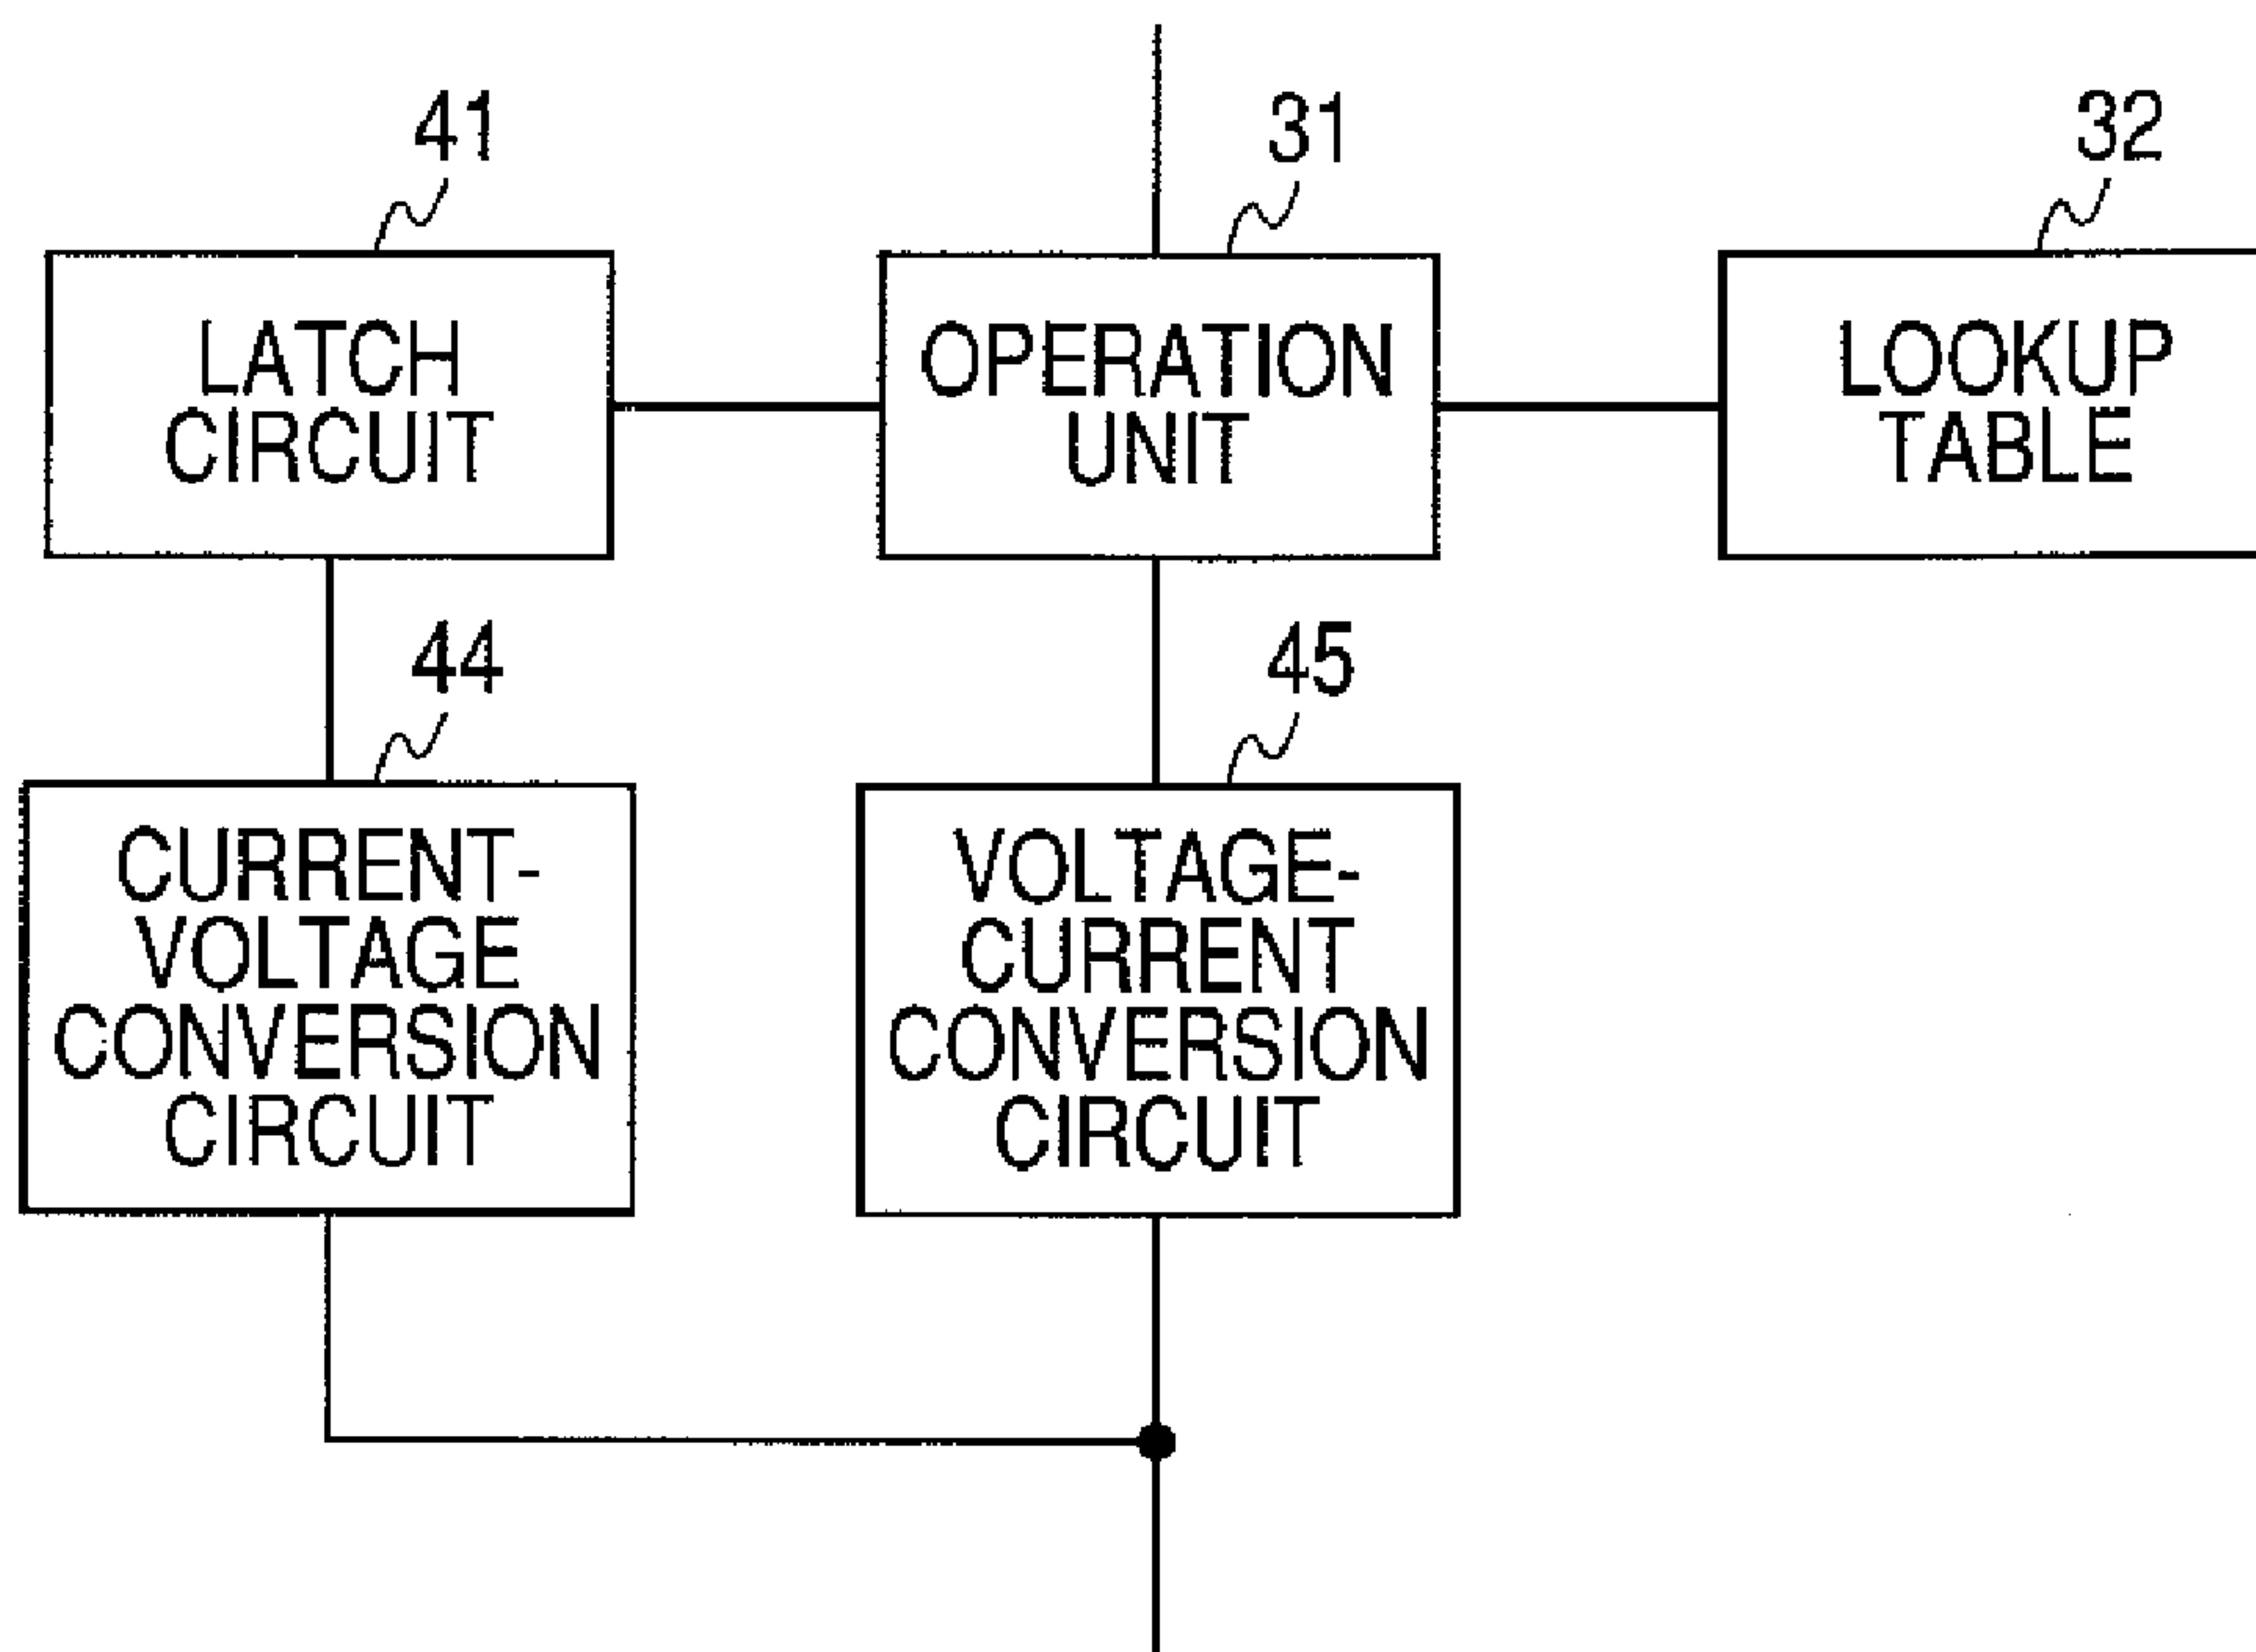 41
31
32
LATCH
CIRCUIT
OPERATION
UNIT
LOOKUP
TABLE
44
45
CURRENT-
VOLTAGE
CONVERSION
CIRCUIT
VOLTAGE-
CURRENT
CONVERSION
CIRCUIT